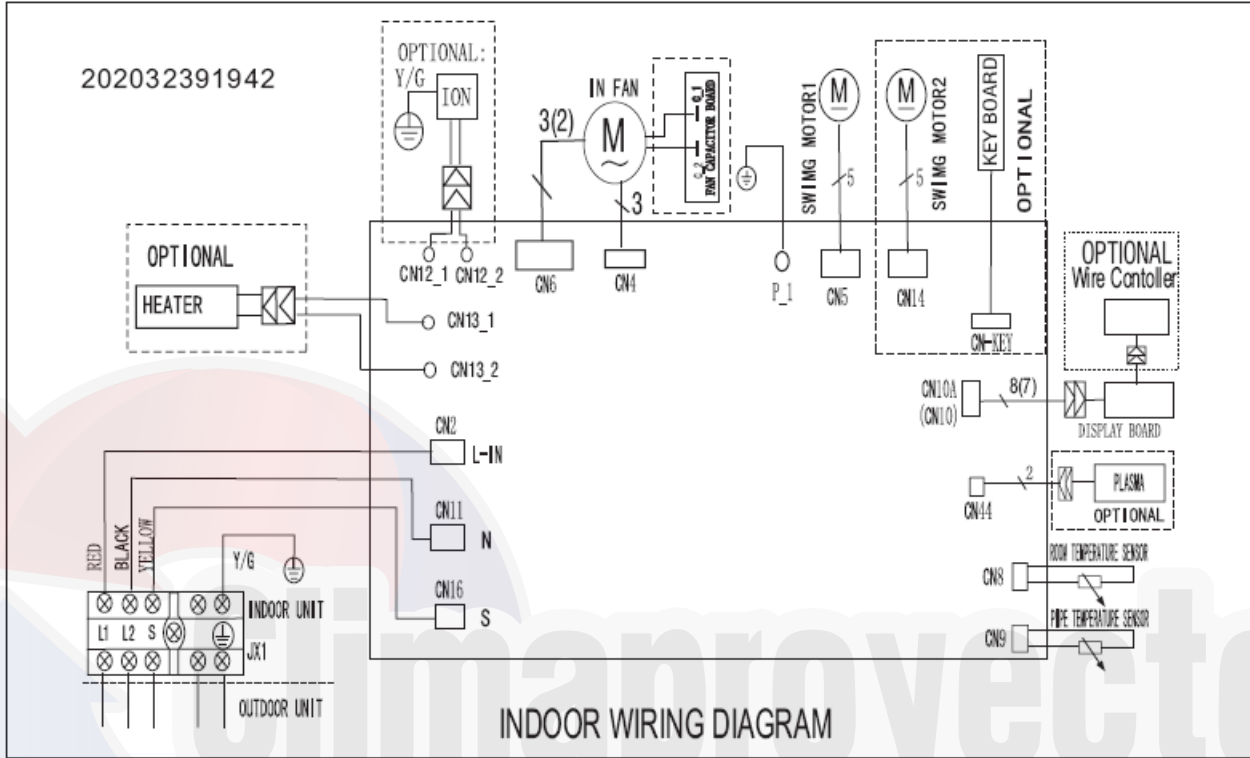 202032391942
OPTIONAL:
Y/G
ION
CN12_1
CN12_2
IN FAN
3(2)
M
~
3
CN6
CN4
C_1
C_2
FAN CAPACITOR BOARD
P_1
SWIMG MOTOR1
M
5
CN5
SWIMG MOTOR2
M
5
CN14
KEY BOARD
OPTIONAL
CN-KEY
OPTIONAL
HEATER
CN13_1
CN13_2
OPTIONAL
Wire Contoller
CN10A
(CN10)
8(7)
DISPLAY BOARD
CN44
2
PLASMA
OPTIONAL
CN2
L-IN
CN11
N
CN16
S
RED
BLACK
YELLOW
Y/G
INDOOR UNIT
L1 L2 S
JX1
OUTDOOR UNIT
CN8
ROOM TEMPERATURE SENSOR
CN9
PIPE TEMPERATURE SENSOR
INDOOR WIRING DIAGRAM
Climaproyecto